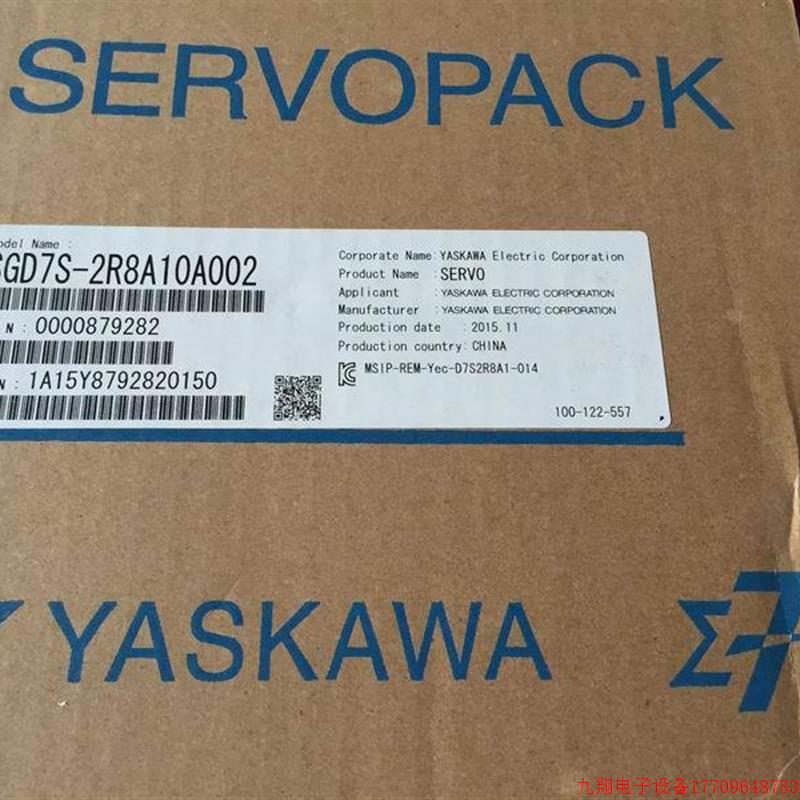 SERVOPACK
odel Name :
SGD7S-2R8A10A002
N : 0000879282
N : 1A15Y8792820150
Corporate Name: YASKAWA Electric Corporation
Product Name : SERVO
Applicant : YASKAWA ELECTRIC CORPORATION
Manufacturer : YASKAWA ELECTRIC CORPORATION
Production date : 2015.11
Production country: CHINA
MSIP-REM-Yec-D7S2R8A1-014
100-122-557
YASKAWA
Σ7
九翔电子设备17709648783